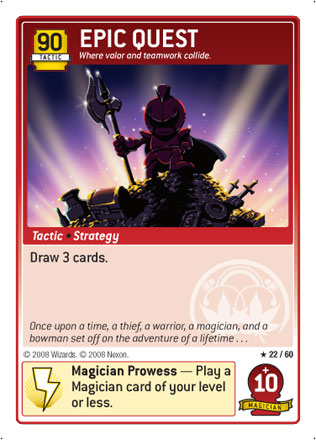 90
TACTIC
EPIC QUEST
Where valor and teamwork collide.
Tactic • Strategy
Draw 3 cards.
Once upon a time, a thief, a warrior, a magician, and a
bowman set off on the adventure of a lifetime . . .
© 2008 Wizards. © 2008 Nexon.
★ 22 / 60
Magician Prowess — Play a
Magician card of your level
or less.
+
10
MAGICIAN